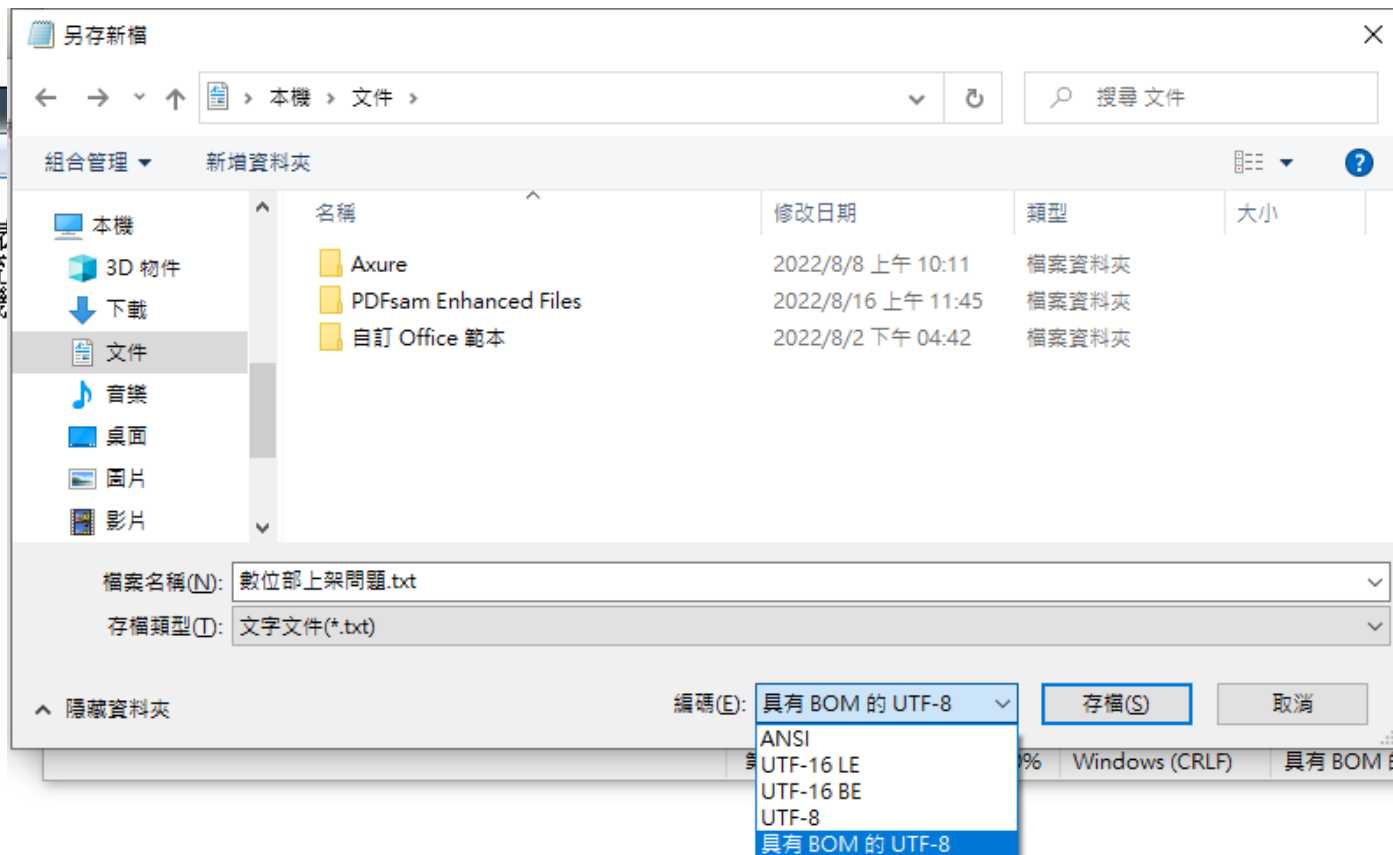 另存新檔
本機 › 文件 ›
搜尋 文件
組合管理 新增資料夾
?
名稱 修改日期 類型 大小
本機
3D 物件
下載
文件
音樂
桌面
圖片
影片
Axure 2022/8/8 上午 10:11 檔案資料夾
PDFsam Enhanced Files 2022/8/16 上午 11:45 檔案資料夾
自訂 Office 範本 2022/8/2 下午 04:42 檔案資料夾
檔案名稱(N): 數位部上架問題.txt
存檔類型(T): 文字文件(*.txt)
隱藏資料夾
編碼(E): 具有 BOM 的 UTF-8
存檔(S) 取消
ANSI
UTF-16 LE
UTF-16 BE
UTF-8
具有 BOM 的 UTF-8
% Windows (CRLF) 具有 BOM